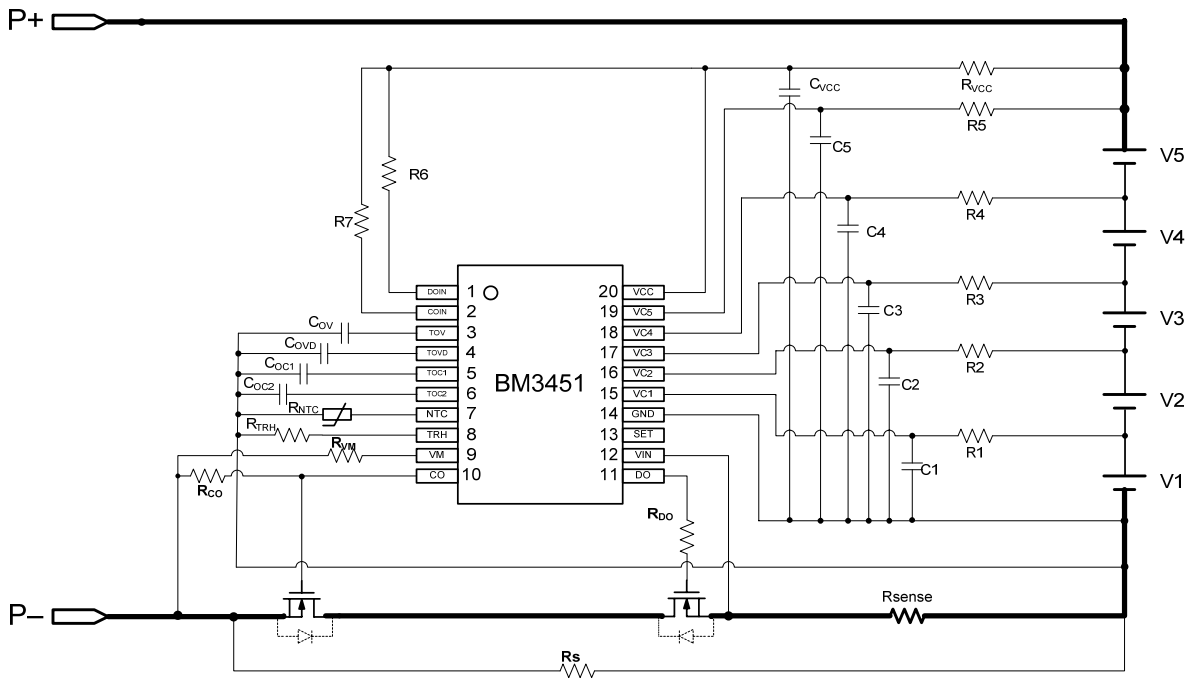 P+
CVCC
RVCC
R5
C5
V5
R6
R4
R7
C4
V4
DOIN 1 20 VCC
R3
COIN 2 19 VC5
C3
V3
COV
TOV 3 18 VC4
COVD
TOVD 4 17 VC3
R2
COC1
TOC1 5 16 VC2
BM3451
C2
COC2
TOC2 6 15 VC1
V2
RNTC
NTC 7 14 GND
RTRH
TRH 8 13 SET
RVM
VM 9 12 VIN
R1
C1
RCO
CO 10 11 DO
V1
RDO
Rsense
P–
Rs